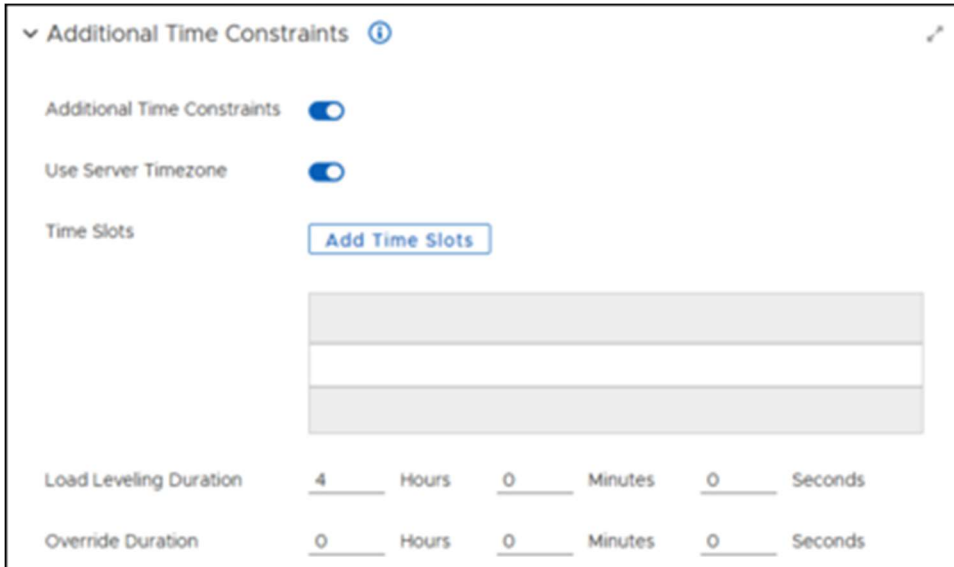 Additional Time Constraints
Additional Time Constraints
Use Server Timezone
Time Slots Add Time Slots
Load Leveling Duration 4 Hours 0 Minutes 0 Seconds
Override Duration 0 Hours 0 Minutes 0 Seconds